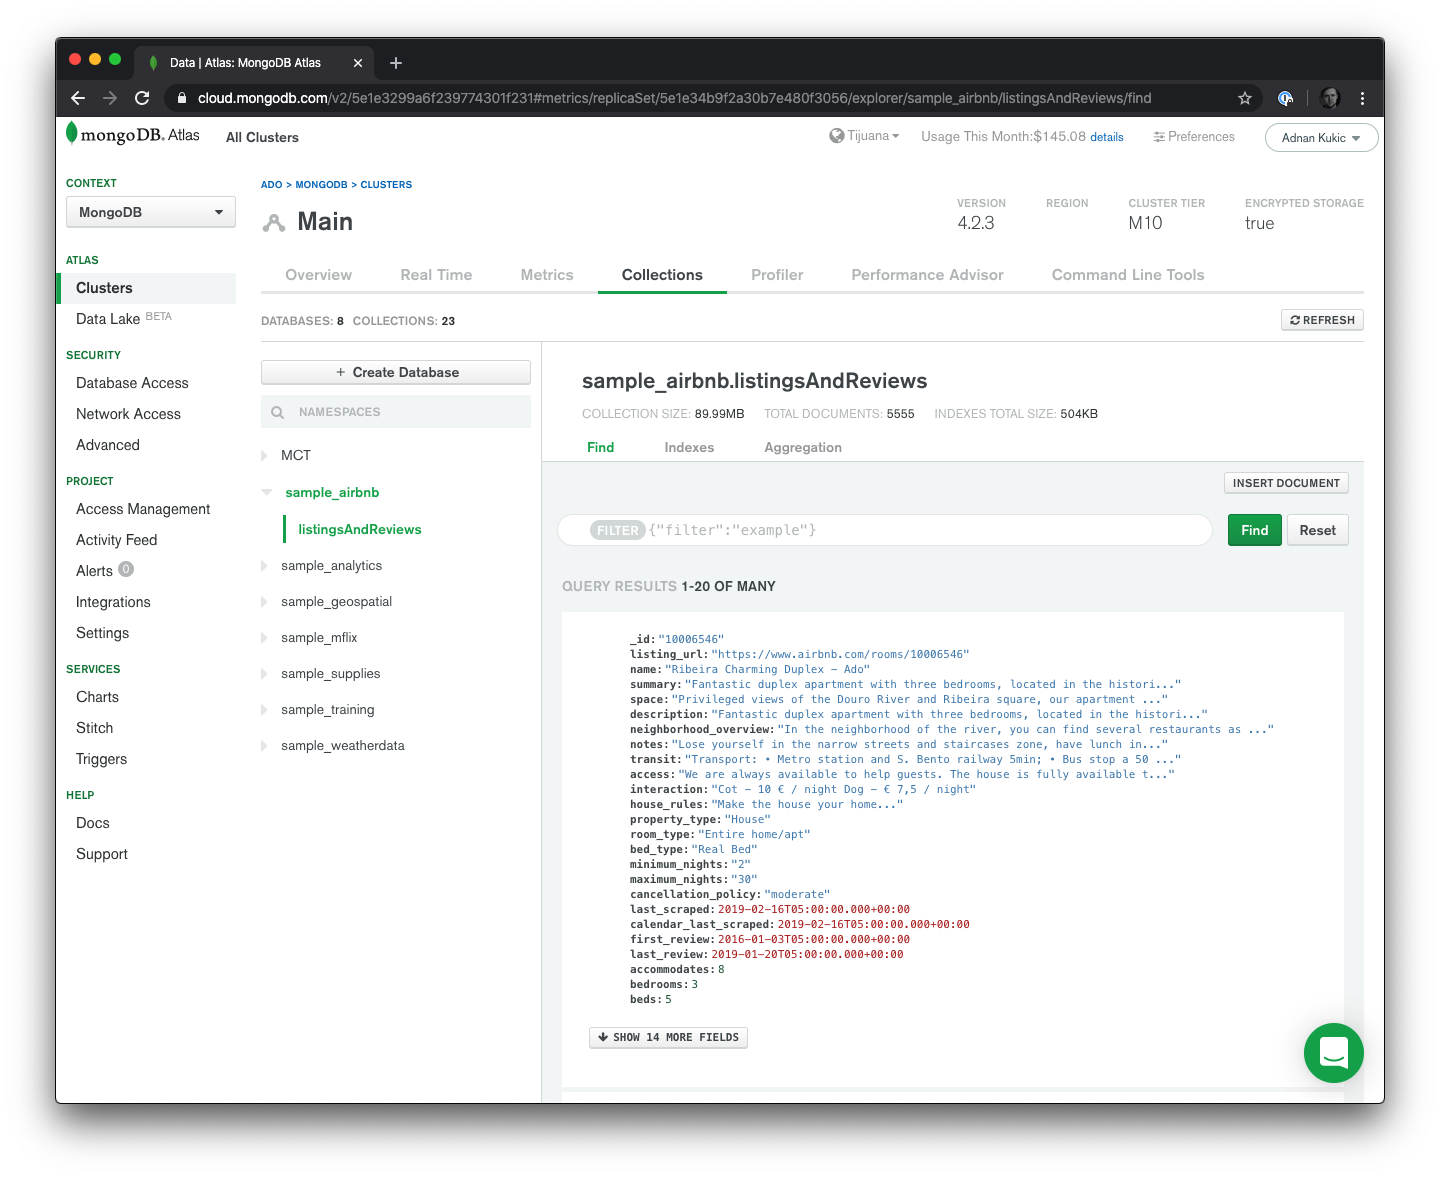 Data | Atlas: MongoDB Atlas
cloud.mongodb.com/v2/5e1e3299a6f239774301f231#metrics/replicaSet/5e1e34b9f2a30b7e480f3056/explorer/sample_airbnb/listingsAndReviews/find
mongoDB. Atlas
All Clusters
Tijuana
Usage This Month:$145.08 details
Preferences
Adnan Kukic
CONTEXT
MongoDB
ATLAS
Clusters
Data Lake BETA
SECURITY
Database Access
Network Access
Advanced
PROJECT
Access Management
Activity Feed
Alerts 0
Integrations
Settings
SERVICES
Charts
Stitch
Triggers
HELP
Docs
Support
ADO > MONGODB > CLUSTERS
Main
VERSION
4.2.3
REGION
CLUSTER TIER
M10
ENCRYPTED STORAGE
true
Overview
Real Time
Metrics
Collections
Profiler
Performance Advisor
Command Line Tools
DATABASES: 8 COLLECTIONS: 23
REFRESH
+ Create Database
NAMESPACES
MCT
sample_airbnb
listingsAndReviews
sample_analytics
sample_geospatial
sample_mflix
sample_supplies
sample_training
sample_weatherdata
sample_airbnb.listingsAndReviews
COLLECTION SIZE: 89.99MB TOTAL DOCUMENTS: 5555 INDEXES TOTAL SIZE: 504KB
Find
Indexes
Aggregation
INSERT DOCUMENT
FILTER {"filter":"example"}
Find
Reset
QUERY RESULTS 1-20 OF MANY
_id: "10006546"
listing_url: "https://www.airbnb.com/rooms/10006546"
name: "Ribeira Charming Duplex - Ado"
summary: "Fantastic duplex apartment with three bedrooms, located in the histori..."
space: "Privileged views of the Douro River and Ribeira square, our apartment ..."
description: "Fantastic duplex apartment with three bedrooms, located in the histori..."
neighborhood_overview: "In the neighborhood of the river, you can find several restaurants as ..."
notes: "Lose yourself in the narrow streets and staircases zone, have lunch in..."
transit: "Transport: • Metro station and S. Bento railway 5min; • Bus stop a 50 ..."
access: "We are always available to help guests. The house is fully available t..."
interaction: "Cot - 10 € / night Dog - € 7,5 / night"
house_rules: "Make the house your home..."
property_type: "House"
room_type: "Entire home/apt"
bed_type: "Real Bed"
minimum_nights: "2"
maximum_nights: "30"
cancellation_policy: "moderate"
last_scraped: 2019-02-16T05:00:00.000+00:00
calendar_last_scraped: 2019-02-16T05:00:00.000+00:00
first_review: 2016-01-03T05:00:00.000+00:00
last_review: 2019-01-20T05:00:00.000+00:00
accommodates: 8
bedrooms: 3
beds: 5
SHOW 14 MORE FIELDS